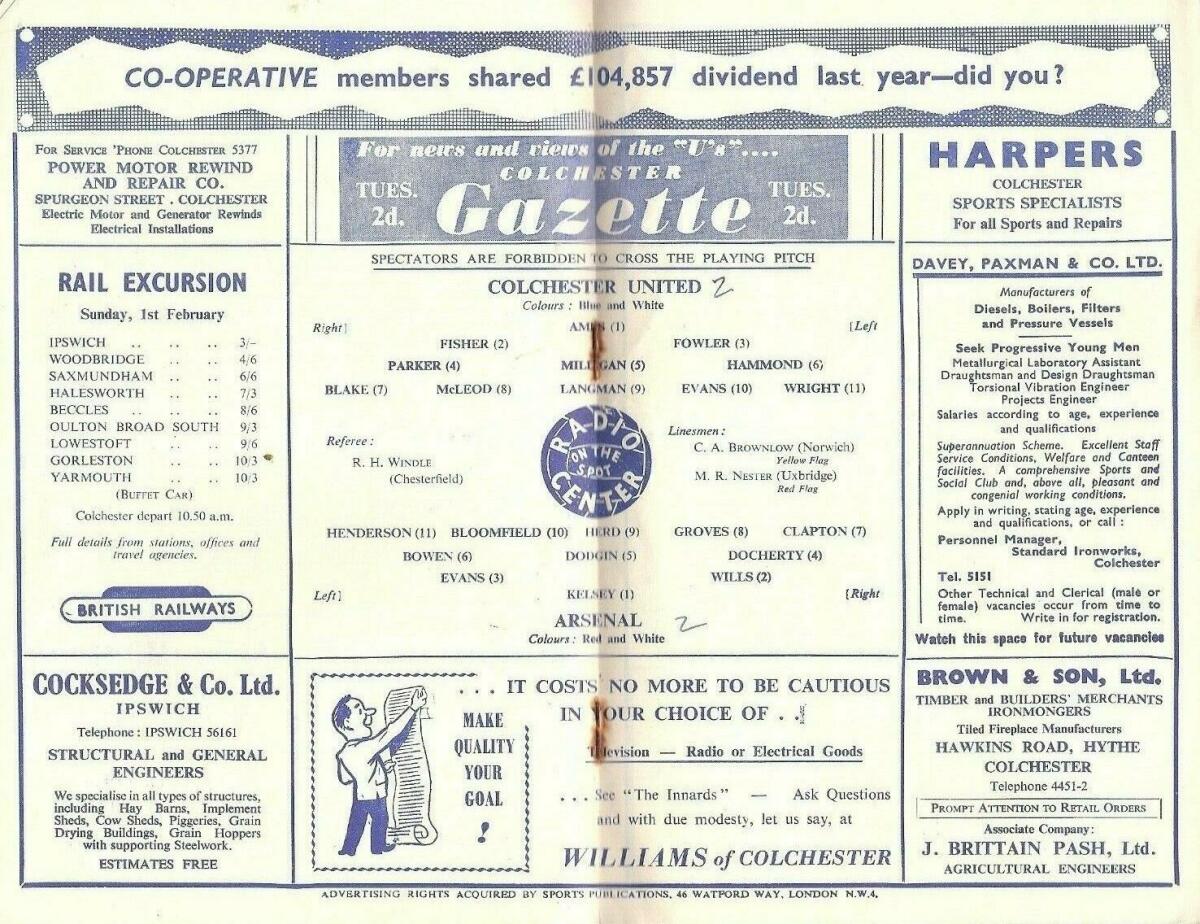 CO-OPERATIVE members shared £104,857 dividend last year—did you?
FOR SERVICE 'PHONE COLCHESTER 5377
POWER MOTOR REWIND
AND REPAIR CO.
SPURGEON STREET . COLCHESTER
Electric Motor and Generator Rewinds
Electrical Installations
RAIL EXCURSION
Sunday, 1st February
IPSWICH .. .. .. 3/–
WOODBRIDGE .. .. 4/6
SAXMUNDHAM .. .. 6/6
HALESWORTH .. .. 7/3
BECCLES .. .. .. 8/6
OULTON BROAD SOUTH 9/3
LOWESTOFT .. .. 9/6
GORLESTON .. .. 10/3
YARMOUTH .. .. 10/3
(BUFFET CAR)
Colchester depart 10.50 a.m.
Full details from stations, offices and
travel agencies.
BRITISH RAILWAYS
COCKSEDGE & Co. Ltd.
IPSWICH
Telephone : IPSWICH 56161
STRUCTURAL and GENERAL
ENGINEERS
We specialise in all types of structures,
including Hay Barns, Implement
Sheds, Cow Sheds, Piggeries, Grain
Drying Buildings, Grain Hoppers
with supporting Steelwork.
ESTIMATES FREE
For news and views of the "U's"....
COLCHESTER
TUES. Gazette TUES.
2d. 2d.
SPECTATORS ARE FORBIDDEN TO CROSS THE PLAYING PITCH
COLCHESTER UNITED 2
Colours : Blue and White
Right] AMES (1) [Left
FISHER (2) FOWLER (3)
PARKER (4) MILLIGAN (5) HAMMOND (6)
BLAKE (7) McLEOD (8) LANGMAN (9) EVANS (10) WRIGHT (11)
Referee :
R. H. WINDLE
(Chesterfield)
RADIO
ON THE
SPOT
CENTER
Linesmen:
C. A. BROWNLOW (Norwich)
Yellow Flag
M. R. NESTER (Uxbridge)
Red Flag
HENDERSON (11) BLOOMFIELD (10) HERD (9) GROVES (8) CLAPTON (7)
BOWEN (6) DODGIN (5) DOCHERTY (4)
EVANS (3) WILLS (2)
Left] KELSEY (1) [Right
ARSENAL 2
Colours : Red and White
MAKE
QUALITY
YOUR
GOAL
!
. . . IT COSTS NO MORE TO BE CAUTIOUS
IN YOUR CHOICE OF . . .
Television — Radio or Electrical Goods
. . . See "The Innards" — Ask Questions
and with due modesty, let us say, at
WILLIAMS of COLCHESTER
HARPERS
COLCHESTER
SPORTS SPECIALISTS
For all Sports and Repairs
DAVEY, PAXMAN & CO. LTD.
Manufacturers of
Diesels, Boilers, Filters
and Pressure Vessels
Seek Progressive Young Men
Metallurgical Laboratory Assistant
Draughtsman and Design Draughtsman
Torsional Vibration Engineer
Projects Engineer
Salaries according to age, experience
and qualifications
Superannuation Scheme. Excellent Staff
Service Conditions, Welfare and Canteen
facilities. A comprehensive Sports and
Social Club and, above all, pleasant and
congenial working conditions.
Apply in writing, stating age, experience
and qualifications, or call :
Personnel Manager,
Standard Ironworks,
Colchester
Tel. 5151
Other Technical and Clerical (male or
female) vacancies occur from time to
time. Write in for registration.
Watch this space for future vacancies
BROWN & SON, Ltd.
TIMBER and BUILDERS' MERCHANTS
IRONMONGERS
Tiled Fireplace Manufacturers
HAWKINS ROAD, HYTHE
COLCHESTER
Telephone 4451-2
PROMPT ATTENTION TO RETAIL ORDERS
Associate Company:
J. BRITTAIN PASH, Ltd.
AGRICULTURAL ENGINEERS
ADVERTISING RIGHTS ACQUIRED BY SPORTS PUBLICATIONS, 46 WATFORD WAY, LONDON N.W.4.